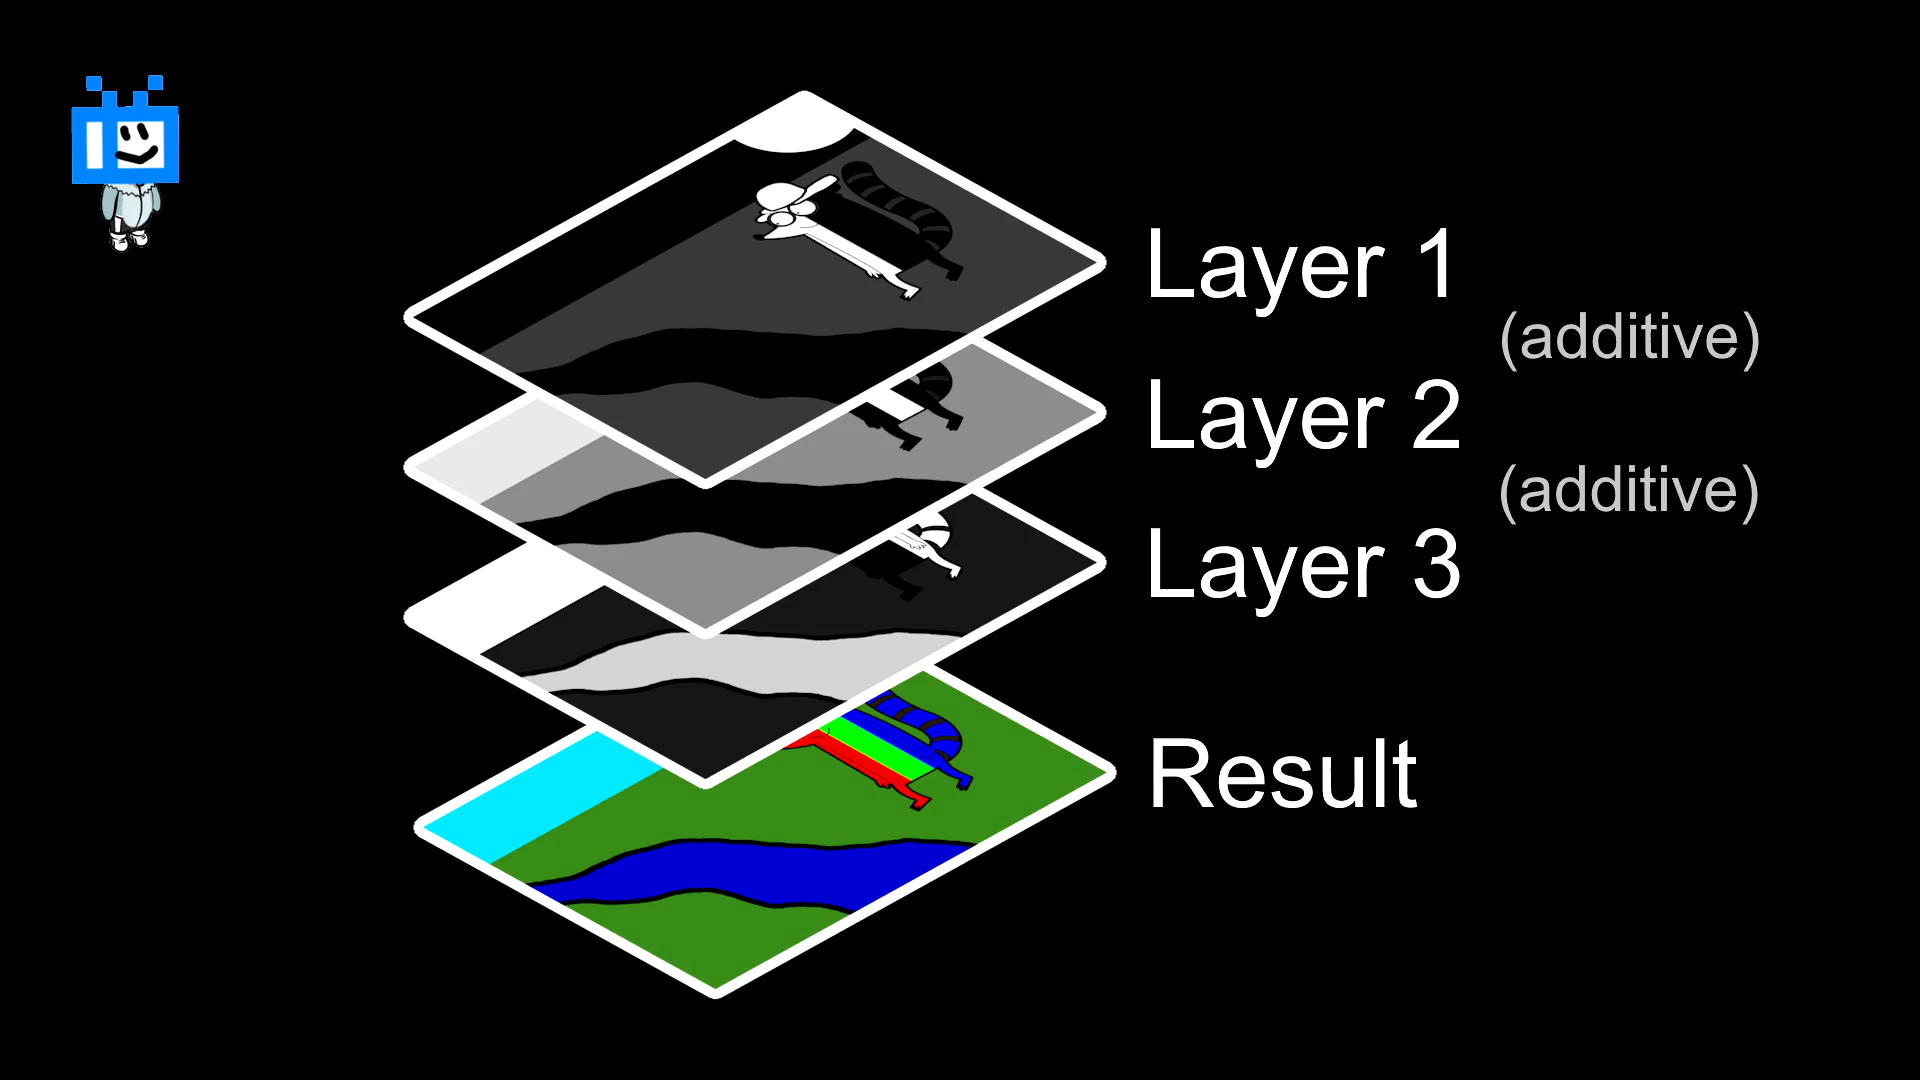 Layer 1
(additive)
Layer 2
(additive)
Layer 3
Result